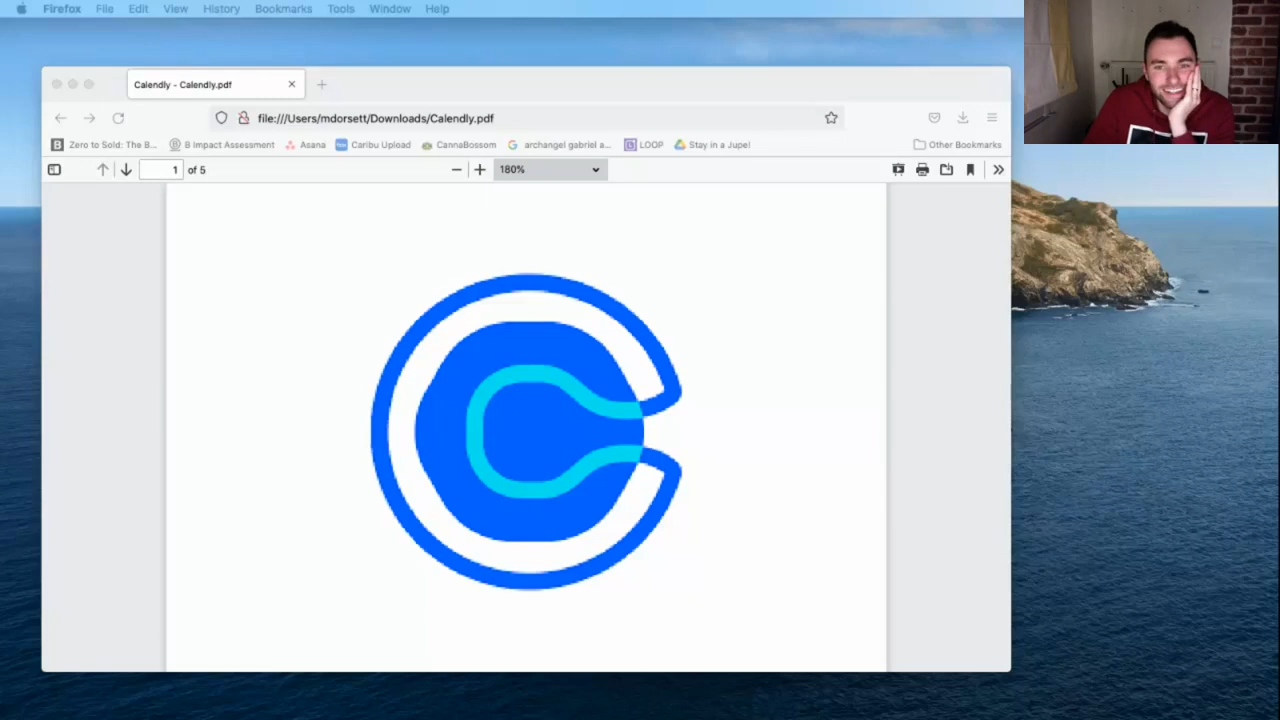 Firefox File Edit View History Bookmarks Tools Window Help
Calendly - Calendly.pdf
file:///Users/mdorsett/Downloads/Calendly.pdf
Zero to Sold: The B... B Impact Assessment Asana Caribu Upload CannaBossom archangel gabriel a... LOOP Stay in a Jupe! Other Bookmarks
1 of 5 180%